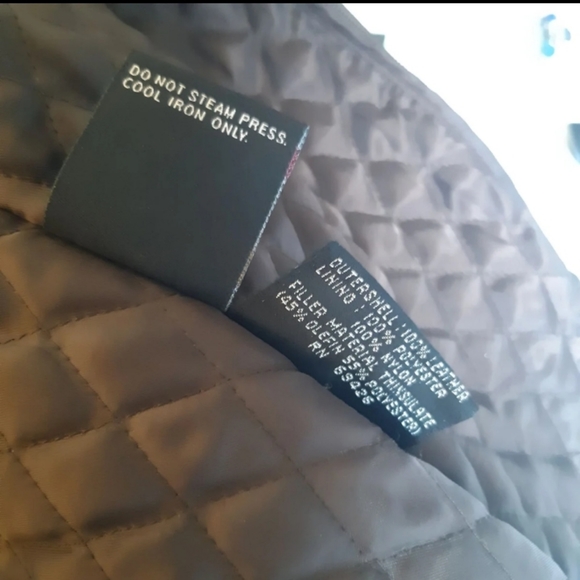 DO NOT STEAM PRESS.
COOL IRON ONLY.
OUTERSHELL: 100% LEATHER
LINING : 100% POLYESTER
100% NYLON
FILLER MATERIAL THINSULATE
(45% OLEFIN 55% POLYESTER)
RN 69426